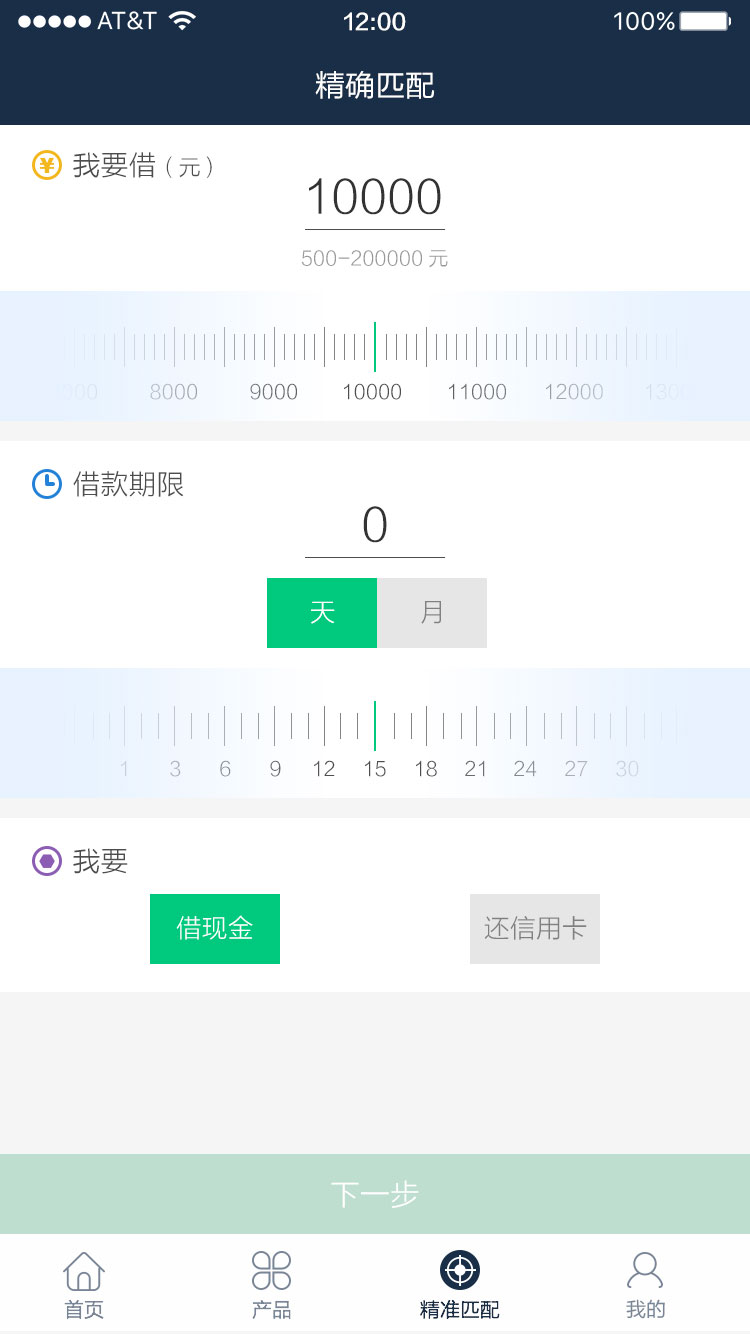 AT&T 12:00 100%
精确匹配
我要借（元）
10000
500-200000 元
8000 9000 10000 11000 12000
借款期限
0
天 月
1 3 6 9 12 15 18 21 24 27 30
我要
借现金 还信用卡
下一步
首页 产品 精准匹配 我的